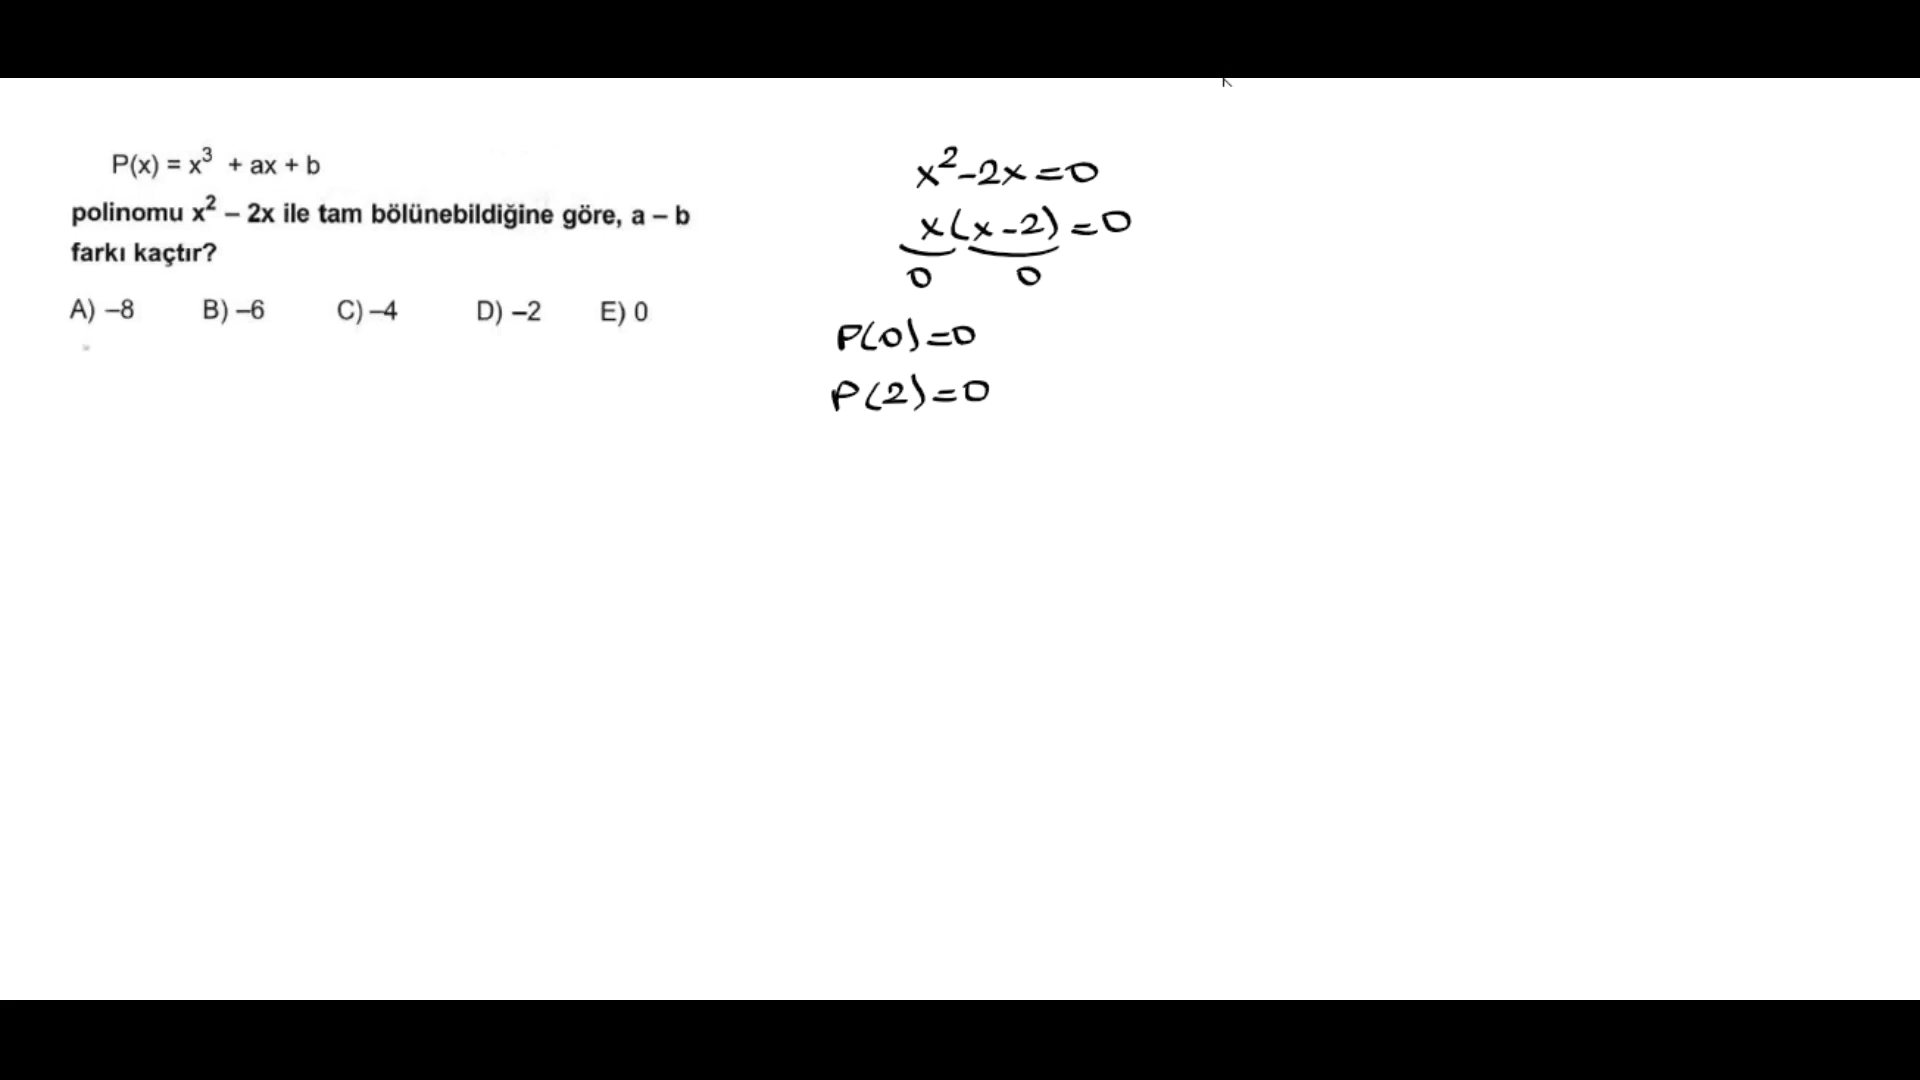 P(x) = x³ + ax + b
polinomu x² – 2x ile tam bölünebildiğine göre, a – b
farkı kaçtır?
A) –8 B) –6 C) –4 D) –2 E) 0
x²-2x=0
x(x-2)=0
0 0
P(0)=0
P(2)=0